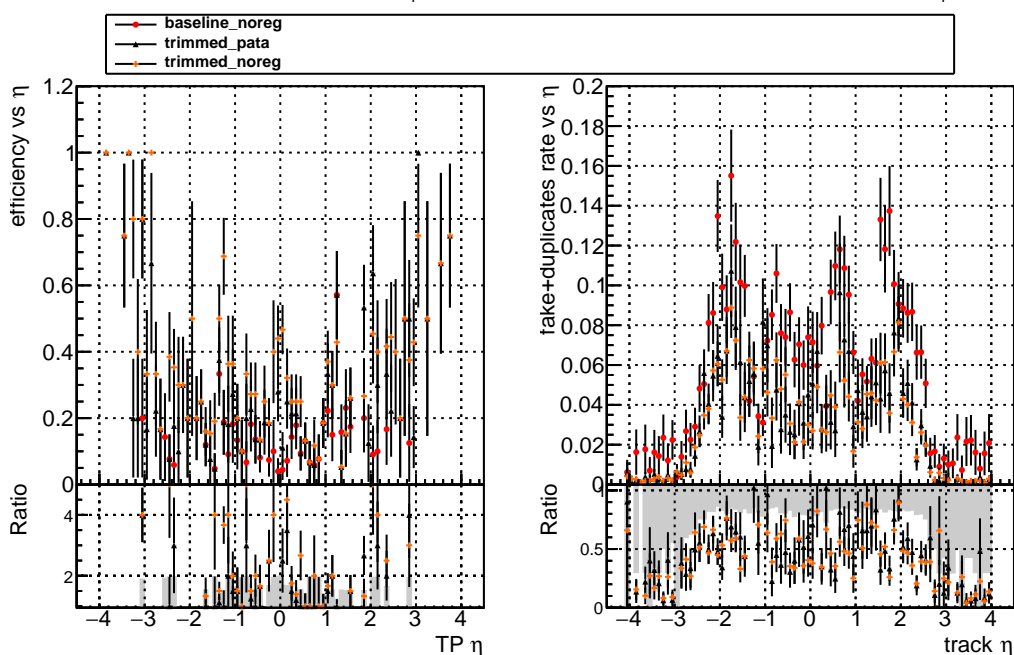 baseline_noreg
trimmed_pata
trimmed_noreg
efficiency vs η
1.2
1
0.8
0.6
0.4
0.2
0
Ratio
4
2
−4 −3 −2 −1 0 1 2 3 4
TP η
fake+duplicates rate vs η
0.2
0.18
0.16
0.14
0.12
0.1
0.08
0.06
0.04
0.02
0
Ratio
0.5
0
−4 −3 −2 −1 0 1 2 3 4
track η